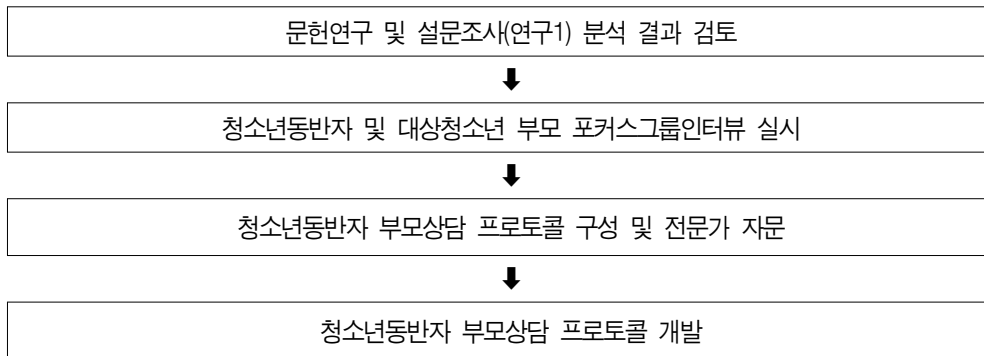 문헌연구 및 설문조사(연구1) 분석 결과 검토
청소년동반자 및 대상청소년 부모 포커스그룹인터뷰 실시
청소년동반자 부모상담 프로토콜 구성 및 전문가 자문
청소년동반자 부모상담 프로토콜 개발